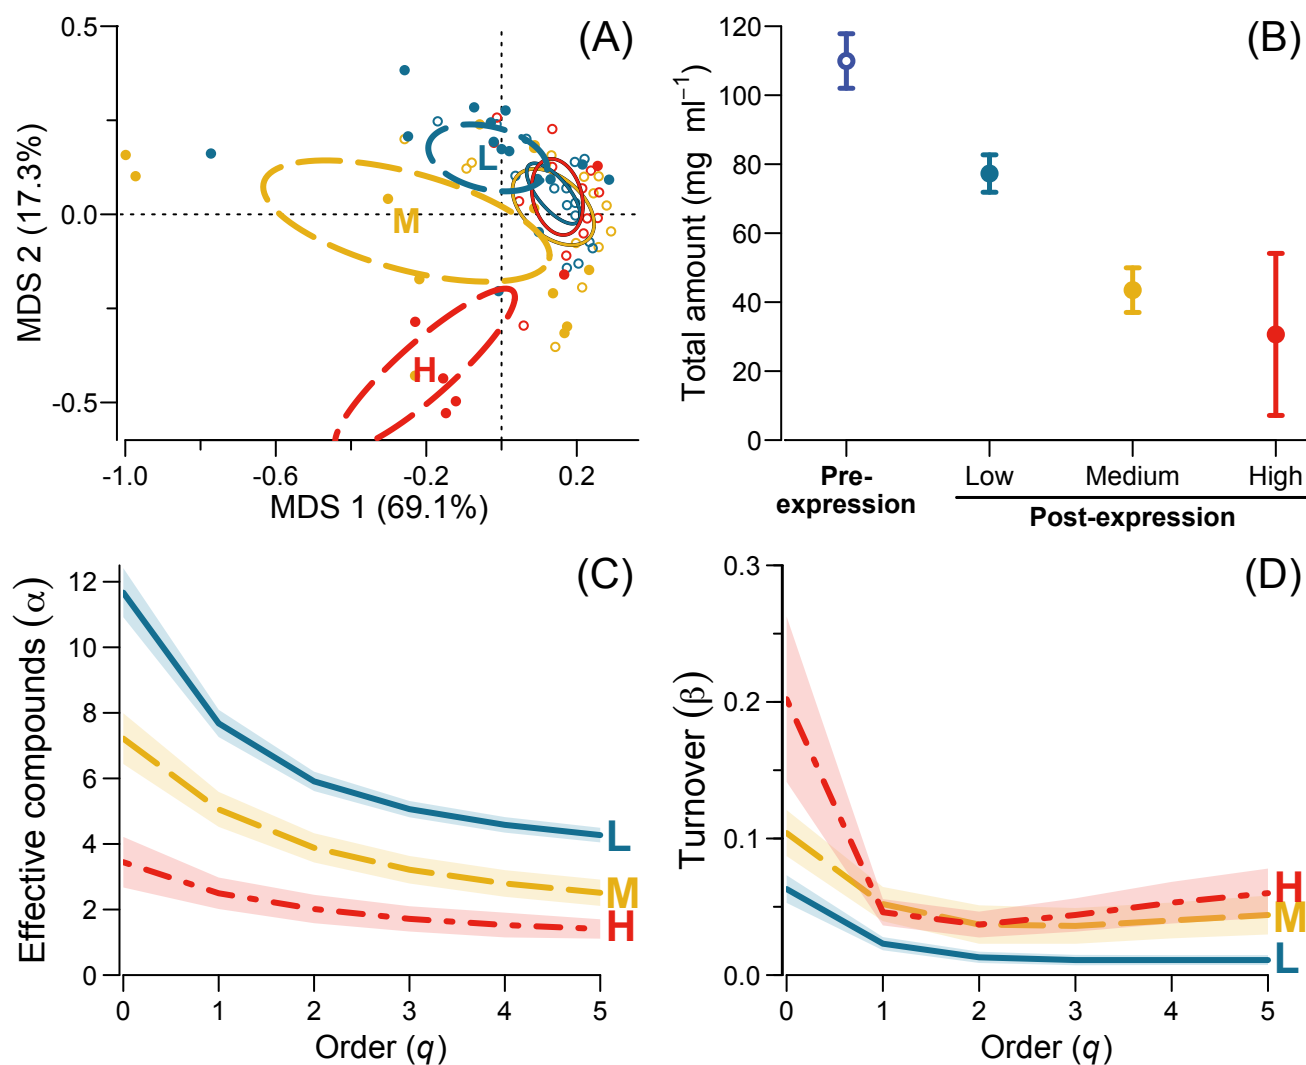 (A)
MDS 2 (17.3%)
0.5
0.0
-0.5
L
M
H
-1.0
-0.6
-0.2
0.2
MDS 1 (69.1%)
(B)
Total amount (mg ml⁻¹)
120
100
80
60
40
20
0
Pre-
expression
Low
Medium
High
Post-expression
(C)
Effective compounds (α)
12
10
8
6
4
2
0
L
M
H
0 1 2 3 4 5
Order (q)
(D)
Turnover (β)
0.3
0.2
0.1
0.0
H
M
L
0 1 2 3 4 5
Order (q)